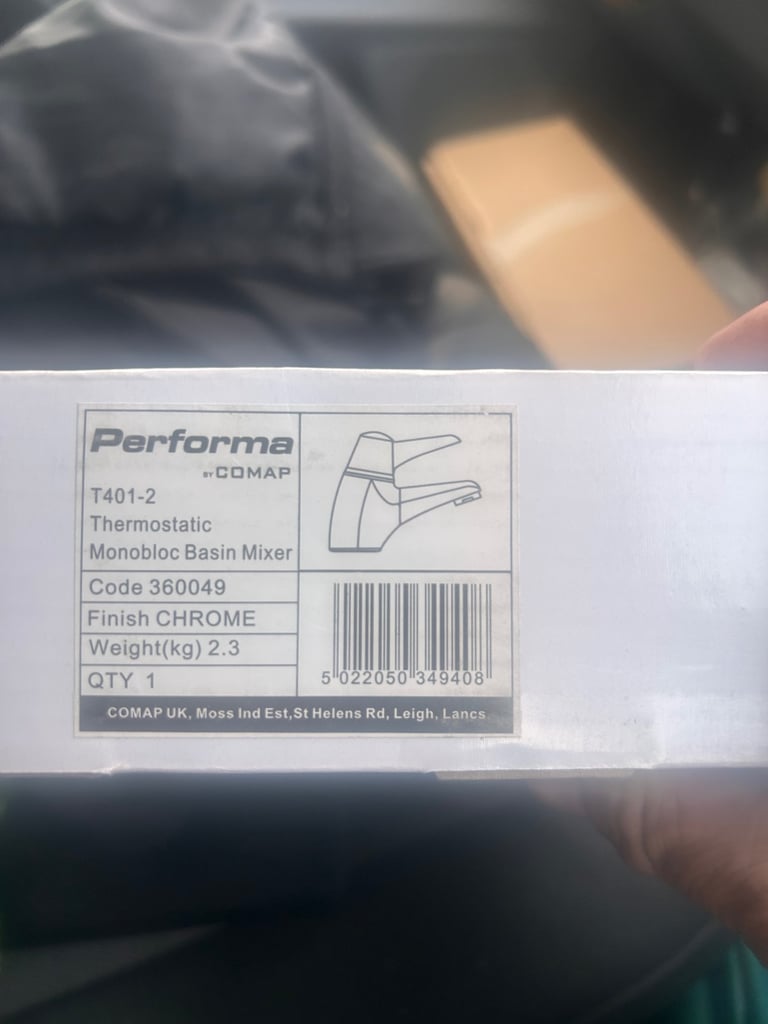 Performa
BY COMAP
T401-2
Thermostatic
Monobloc Basin Mixer
Code 360049
Finish CHROME
Weight(kg) 2.3
QTY 1
5 022050 349408
COMAP UK, Moss Ind Est,St Helens Rd, Leigh, Lancs